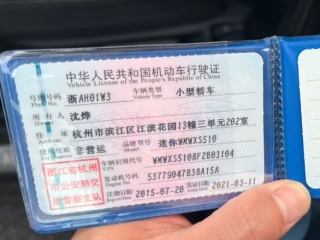 中华人民共和国机动车行驶证
Vehicle License of the People's Republic of China
号牌号码 浙AH01W3 车辆类型 小型轿车
Plate No. Vehicle Type
所有人 沈烨
Owner
住址 杭州市滨江区江滨花园13幢三单元202室
Address
使用性质 非营运 品牌型号 迷你WMWXS510
Model
浙江省杭州市公安局交通警察支队
车辆识别代号 WMWXS5108F2B03104
VIN
发动机号码 53779047B38A15A
Engine No.
注册日期 2015-07-20 发证日期 2021-03-11
Register Date Issue Date